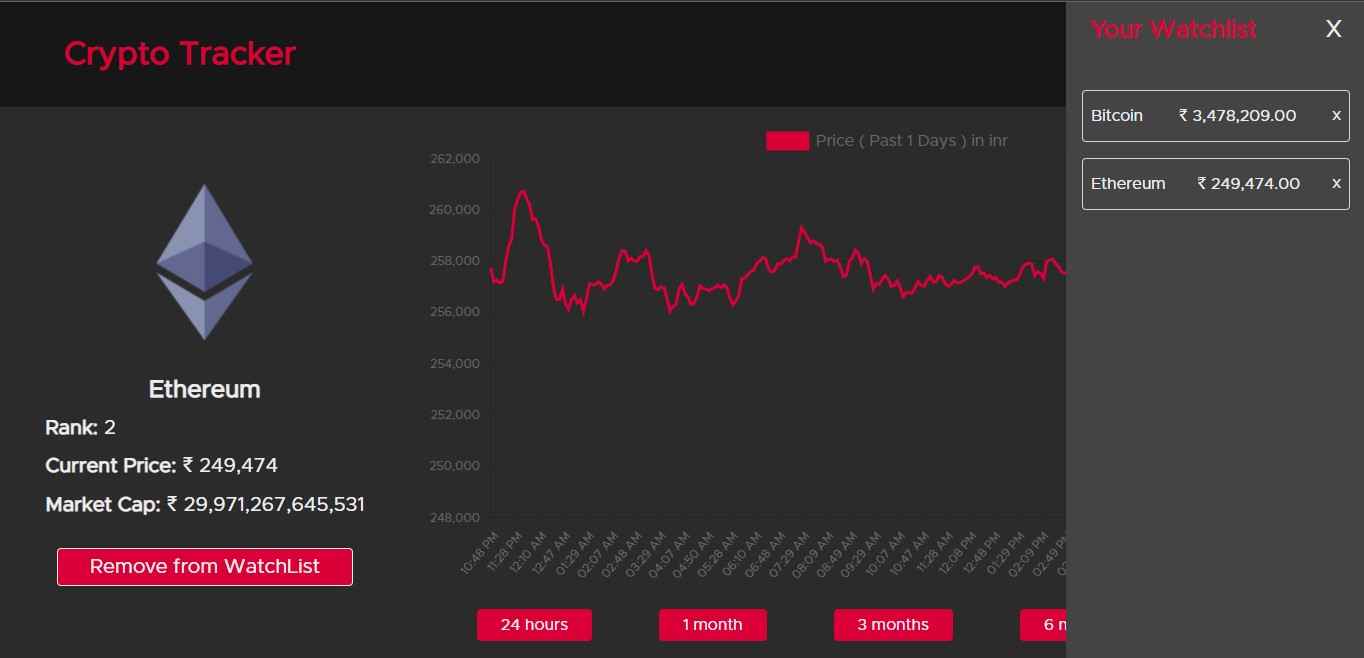 Crypto Tracker
Your Watchlist X
Bitcoin ₹ 3,478,209.00 x
Ethereum ₹ 249,474.00 x
Ethereum
Rank: 2
Current Price: ₹ 249,474
Market Cap: ₹ 29,971,267,645,531
Remove from WatchList
Price ( Past 1 Days ) in inr
262,000
260,000
258,000
256,000
254,000
252,000
250,000
248,000
10:48 PM
11:28 PM
12:10 AM
12:47 AM
01:29 AM
02:07 AM
02:48 AM
03:29 AM
04:07 AM
04:50 AM
05:28 AM
06:10 AM
06:48 AM
07:29 AM
08:09 AM
08:49 AM
09:29 AM
10:07 AM
10:47 AM
11:28 AM
12:08 PM
12:48 PM
01:29 PM
02:09 PM
02:49 PM
24 hours
1 month
3 months
6